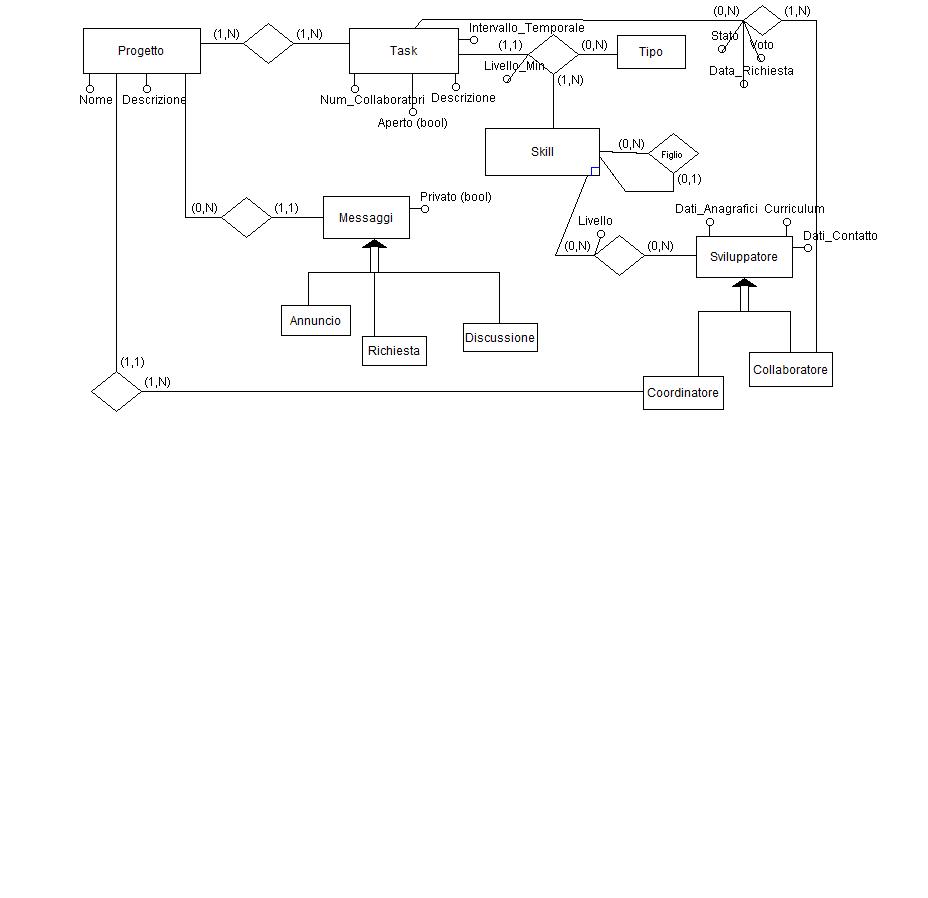 (0,N)
(1,N)
Progetto
(1,N)
(1,N)
Task
Intervallo_Temporale
(1,1)
(0,N)
Tipo
Stato
Voto
Livello_Min
(1,N)
Data_Richiesta
Nome
Descrizione
Num_Collaboratori
Descrizione
Aperto (bool)
Skill
(0,N)
Figlio
(0,1)
Privato (bool)
(0,N)
(1,1)
Messaggi
Livello
Dati_Anagrafici
Curriculum
Dati_Contatto
(0,N)
(0,N)
Sviluppatore
Annuncio
Richiesta
Discussione
(1,1)
(1,N)
Coordinatore
Collaboratore